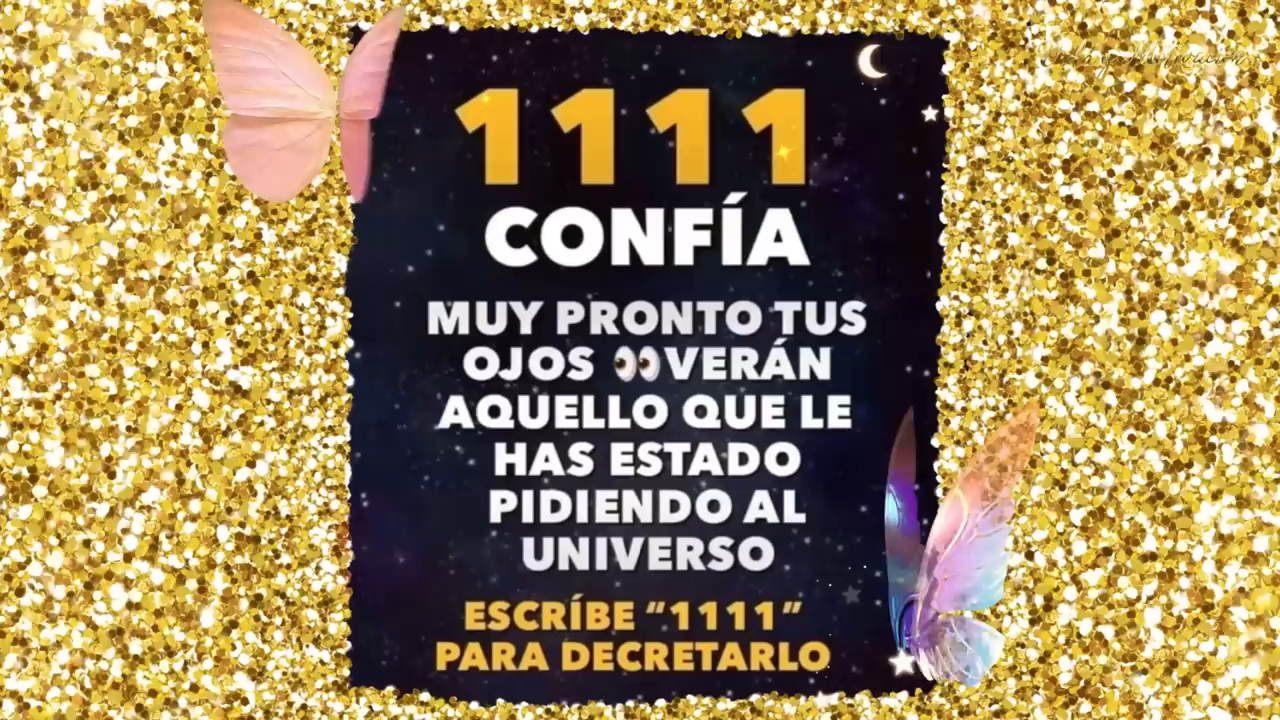 1111
CONFÍA
MUY PRONTO TUS
OJOS 👀VERÁN
AQUELLO QUE LE
HAS ESTADO
PIDIENDO AL
UNIVERSO
ESCRÍBE “1111”
PARA DECRETARLO